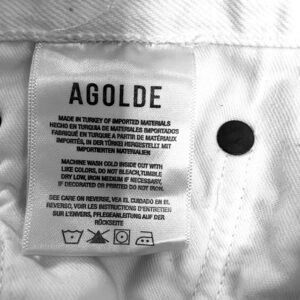 AGOLDE
MADE IN TURKEY OF IMPORTED MATERIALS
HECHO EN TURQUIA DE MATERIALES IMPORTADOS
FABRIQUÉ EN TURQUIE A PARTIR DE MATÉRIAUX
IMPORTÉS, IN DER TÜRKEI HERGESTELLT MIT
IMPORTIERTEN MATERIALIEN
MACHINE WASH COLD INSIDE OUT WITH
LIKE COLORS, DO NOT BLEACH,TUMBLE
DRY LOW, IRON MEDIUM IF NECESSARY.
IF DECORATED OR PRINTED DO NOT IRON.
SEE CARE ON REVERSE, VEA EL CUIDADO EN EL
REVERSO, VOIR LES INSTRUCTIONS D'ENTRETIEN
SUR L'ENVERS, PFLEGEANLEITUNG AUF DER
RÜCKSEITE